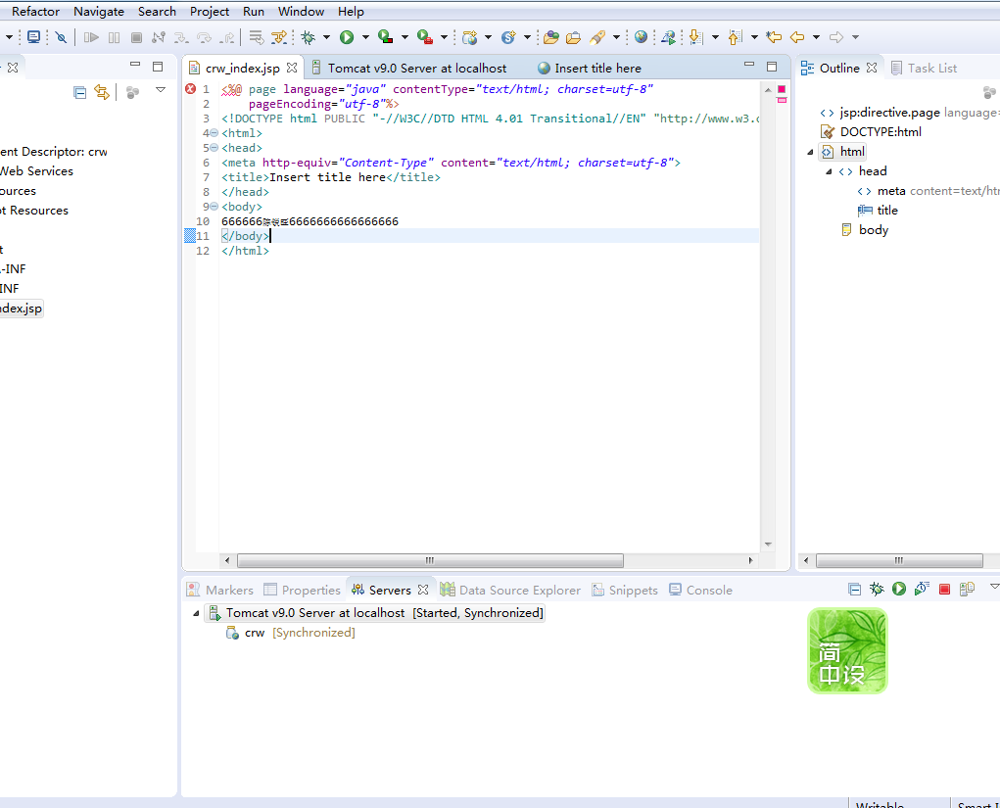 Refactor Navigate Search Project Run Window Help
crw_index.jsp Tomcat v9.0 Server at localhost Insert title here
Outline Task List
1 <%@ page language="java" contentType="text/html; charset=utf-8"
2 pageEncoding="utf-8"%>
3 <!DOCTYPE html PUBLIC "-//W3C//DTD HTML 4.01 Transitional//EN" "http://www.w3.
4 <html>
5 <head>
6 <meta http-equiv="Content-Type" content="text/html; charset=utf-8">
7 <title>Insert title here</title>
8 </head>
9 <body>
10 666666 6666666666666666
11 </body>
12 </html>
ent Descriptor: crw
Web Services
ources
t Resources
t
-INF
INF
ndex.jsp
jsp:directive.page language=
DOCTYPE:html
html
head
meta content=text/ht
title
body
Markers Properties Servers Data Source Explorer Snippets Console
Tomcat v9.0 Server at localhost [Started, Synchronized]
crw [Synchronized]
简
中设
Writable Smart I